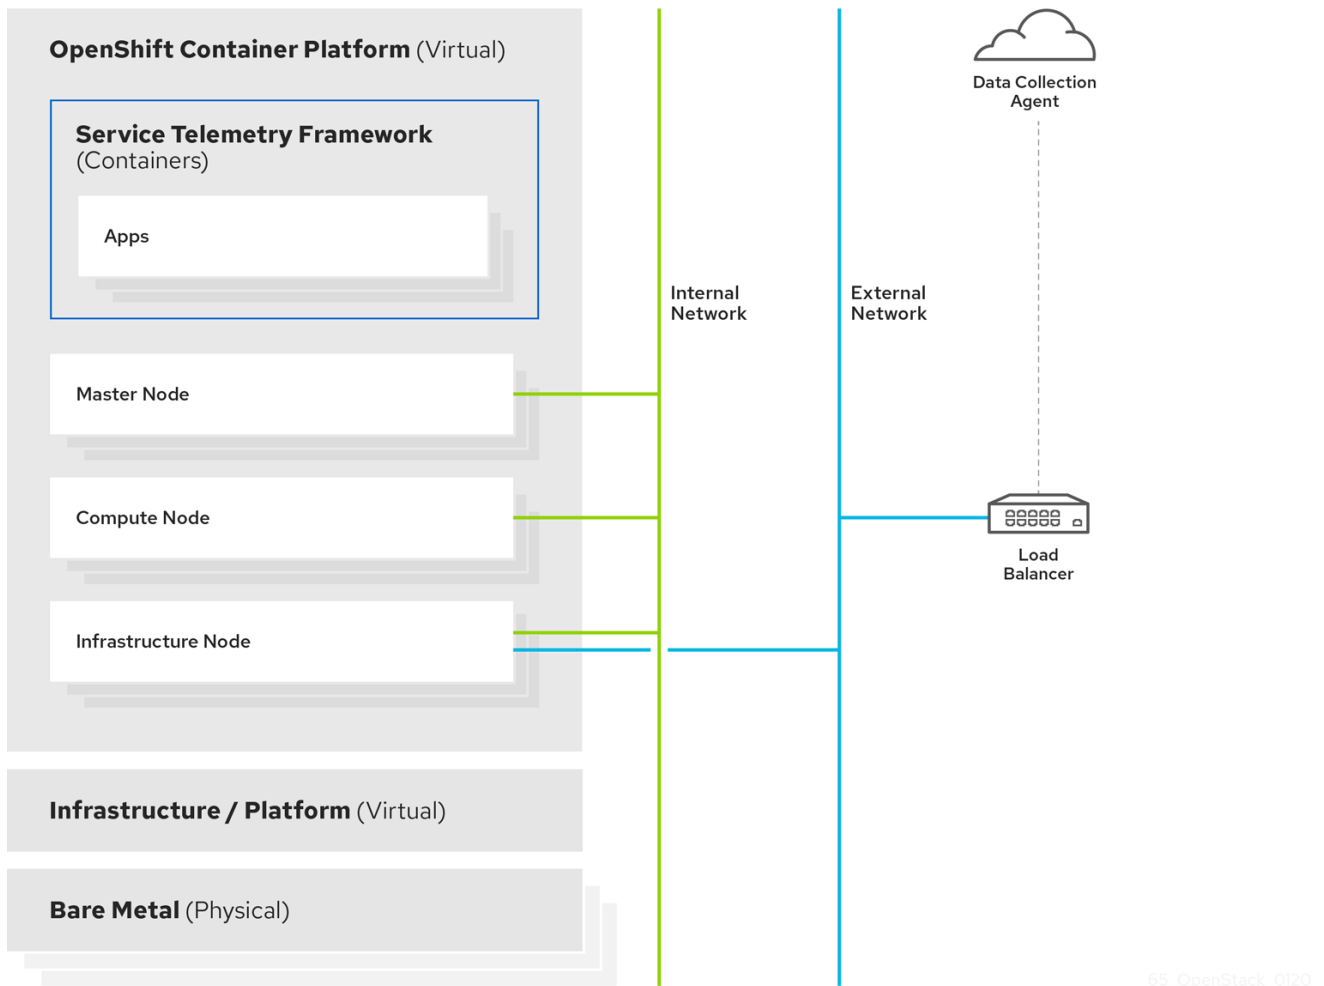 OpenShift Container Platform (Virtual)
Service Telemetry Framework
(Containers)
Apps
Master Node
Compute Node
Infrastructure Node
Infrastructure / Platform (Virtual)
Bare Metal (Physical)
Internal
Network
External
Network
Data Collection
Agent
Load
Balancer
65_OpenStack_0120